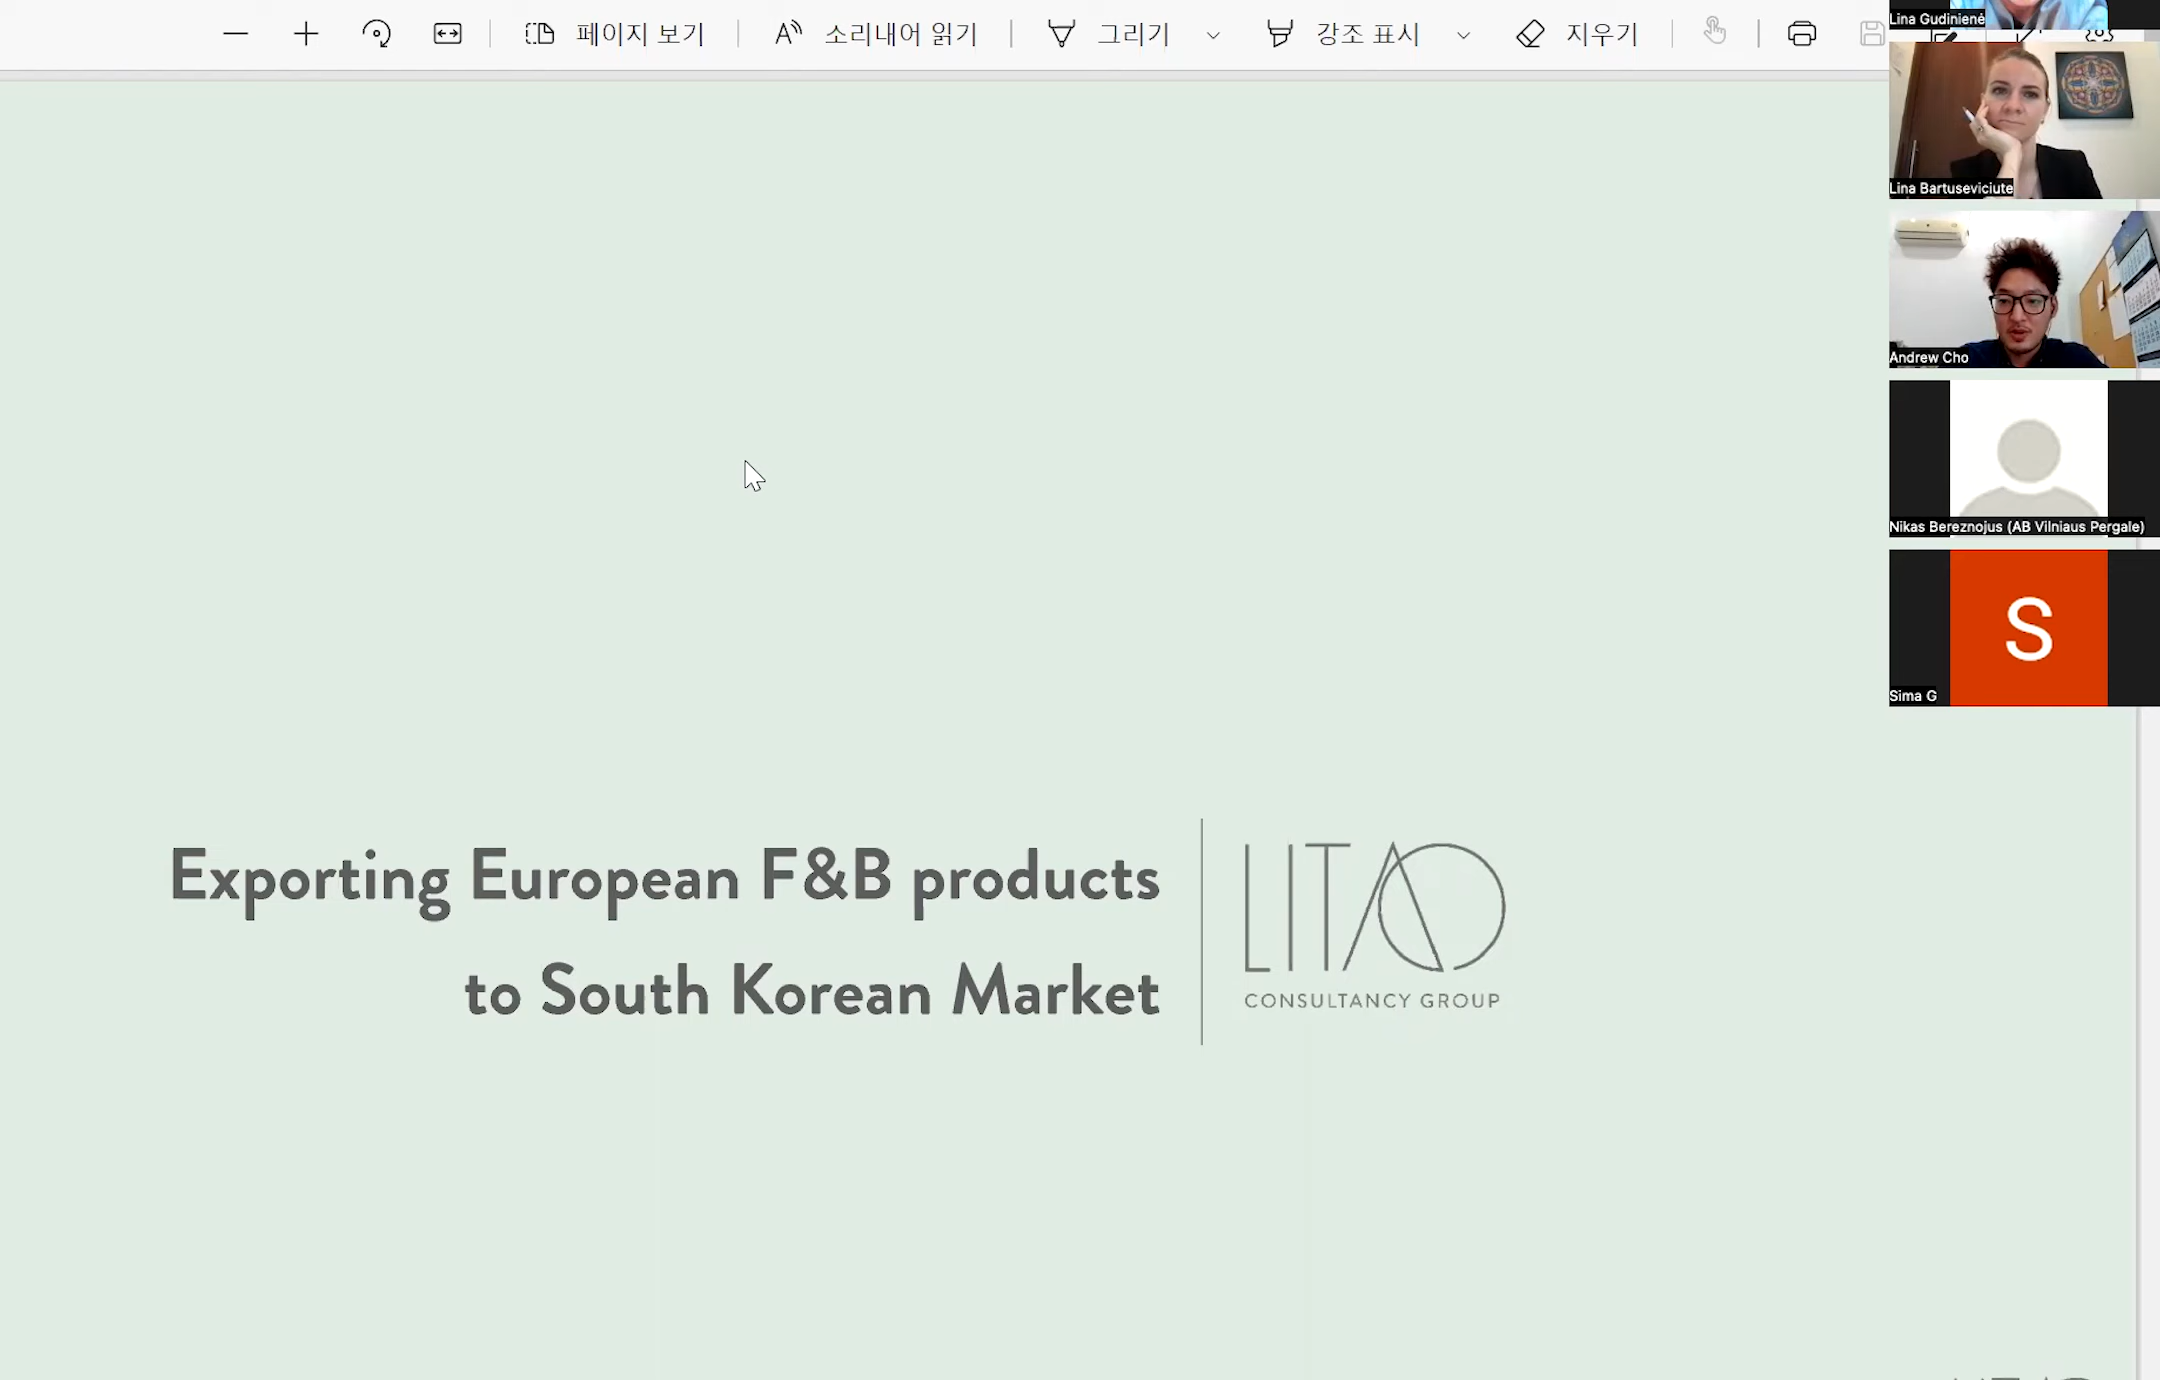 페이지 보기
소리내어 읽기
그리기
강조 표시
지우기
Lina Gudinienė
Lina Bartuseviciute
Andrew Cho
Nikas Bereznojus (AB Vilniaus Pergale)
S
Sima G
Exporting European F&B products
to South Korean Market
LITAO
CONSULTANCY GROUP